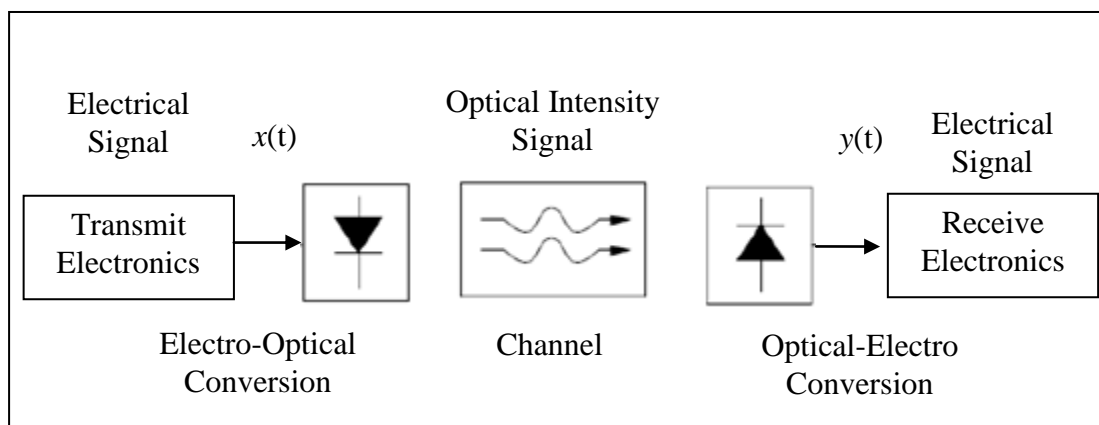 Electrical
Signal
x(t)
Optical Intensity
Signal
y(t)
Electrical
Signal
Transmit
Electronics
Receive
Electronics
Electro-Optical
Conversion
Channel
Optical-Electro
Conversion